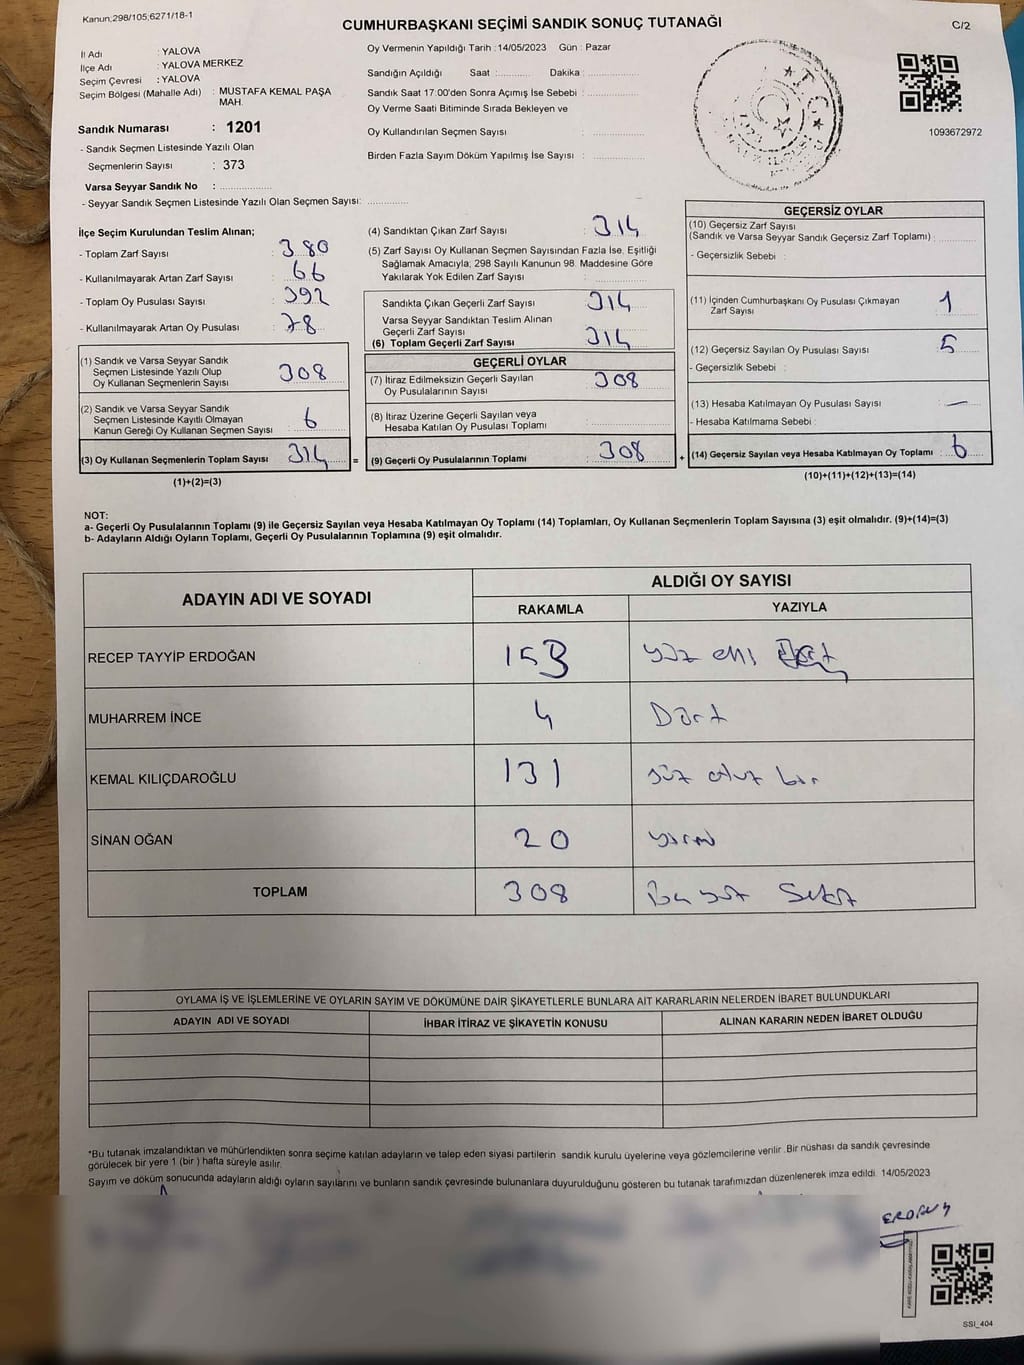 Kanun;298/105;6271/18-1
CUMHURBAŞKANI SEÇİMİ SANDIK SONUÇ TUTANAĞI
C/2
İl Adı : YALOVA
İlçe Adı : YALOVA MERKEZ
Seçim Çevresi : YALOVA
Seçim Bölgesi (Mahalle Adı) : MUSTAFA KEMAL PAŞA MAH.
Sandık Numarası : 1201
- Sandık Seçmen Listesinde Yazılı Olan
Seçmenlerin Sayısı : 373
Varsa Seyyar Sandık No : ..................
- Seyyar Sandık Seçmen Listesinde Yazılı Olan Seçmen Sayısı: ..............
Oy Vermenin Yapıldığı Tarih : 14/05/2023 Gün : Pazar
Sandığın Açıldığı Saat :........... Dakika : ..................
Sandık Saat 17:00'den Sonra Açımış İse Sebebi : ..................
Oy Verme Saati Bitiminde Sırada Bekleyen ve
Oy Kullandırılan Seçmen Sayısı : ..................
Birden Fazla Sayım Döküm Yapılmış İse Sayısı : ..................
1093672972
İlçe Seçim Kurulundan Teslim Alınan;
- Toplam Zarf Sayısı : 380
- Kullanılmayarak Artan Zarf Sayısı : 66
- Toplam Oy Pusulası Sayısı : 392
- Kullanılmayarak Artan Oy Pusulası : 78
(1) Sandık ve Varsa Seyyar Sandık
Seçmen Listesinde Yazılı Olup
Oy Kullanan Seçmenlerin Sayısı : 308
(2) Sandık ve Varsa Seyyar Sandık
Seçmen Listesinde Kayıtlı Olmayan
Kanun Gereği Oy Kullanan Seçmen Sayısı : 6
(3) Oy Kullanan Seçmenlerin Toplam Sayısı : 314
(1)+(2)=(3)
(4) Sandıktan Çıkan Zarf Sayısı : 314
(5) Zarf Sayısı Oy Kullanan Seçmen Sayısından Fazla İse, Eşitliği
Sağlamak Amacıyla, 298 Sayılı Kanunun 98. Maddesine Göre
Yakılarak Yok Edilen Zarf Sayısı : ..................
Sandıkta Çıkan Geçerli Zarf Sayısı : 314
Varsa Seyyar Sandıktan Teslim Alınan
Geçerli Zarf Sayısı :
(6) Toplam Geçerli Zarf Sayısı : 314
GEÇERLİ OYLAR
(7) İtiraz Edilmeksizin Geçerli Sayılan
Oy Pusulalarının Sayısı : 308
(8) İtiraz Üzerine Geçerli Sayılan veya
Hesaba Katılan Oy Pusulası Toplamı : ..................
= (9) Geçerli Oy Pusulalarının Toplamı : 308
GEÇERSİZ OYLAR
(10) Geçersiz Zarf Sayısı
(Sandık ve Varsa Seyyar Sandık Geçersiz Zarf Toplamı) : ............
- Geçersizlik Sebebi :
(11) İçinden Cumhurbaşkanı Oy Pusulası Çıkmayan
Zarf Sayısı : 1
(12) Geçersiz Sayılan Oy Pusulası Sayısı : 5
- Geçersizlik Sebebi :
(13) Hesaba Katılmayan Oy Pusulası Sayısı : —
- Hesaba Katılmama Sebebi :
+ (14) Geçersiz Sayılan veya Hesaba Katılmayan Oy Toplamı : 6
(10)+(11)+(12)+(13)=(14)
NOT:
a- Geçerli Oy Pusulalarının Toplamı (9) ile Geçersiz Sayılan veya Hesaba Katılmayan Oy Toplamı (14) Toplamları, Oy Kullanan Seçmenlerin Toplam Sayısına (3) eşit olmalıdır. (9)+(14)=(3)
b- Adayların Aldığı Oyların Toplamı, Geçerli Oy Pusulalarının Toplamına (9) eşit olmalıdır.
ADAYIN ADI VE SOYADI
ALDIĞI OY SAYISI
RAKAMLA YAZIYLA
RECEP TAYYİP ERDOĞAN 153 yüz elli
MUHARREM İNCE 4 Dört
KEMAL KILIÇDAROĞLU 131 yüz otuz bir
SİNAN OĞAN 20 yirmi
TOPLAM 308 üç yüz Sekiz
OYLAMA İŞ VE İŞLEMLERİNE VE OYLARIN SAYIM VE DÖKÜMÜNE DAİR ŞİKAYETLERLE BUNLARA AİT KARARLARIN NELERDEN İBARET BULUNDUKLARI
ADAYIN ADI VE SOYADI İHBAR İTİRAZ VE ŞİKAYETİN KONUSU ALINAN KARARIN NEDEN İBARET OLDUĞU
*Bu tutanak imzalandıktan ve mühürlendikten sonra seçime katılan adayların ve talep eden siyasi partilerin sandık kurulu üyelerine veya gözlemcilerine verilir. Bir nüshası da sandık çevresinde
görülecek bir yere 1 (bir) hafta süreyle asılır.
Sayım ve döküm sonucunda adayların aldığı oyların sayılarını ve bunların sandık çevresinde bulunanlara duyurulduğunu gösteren bu tutanak tarafımızdan düzenlenerek imza edildi. 14/05/2023
SSI_404